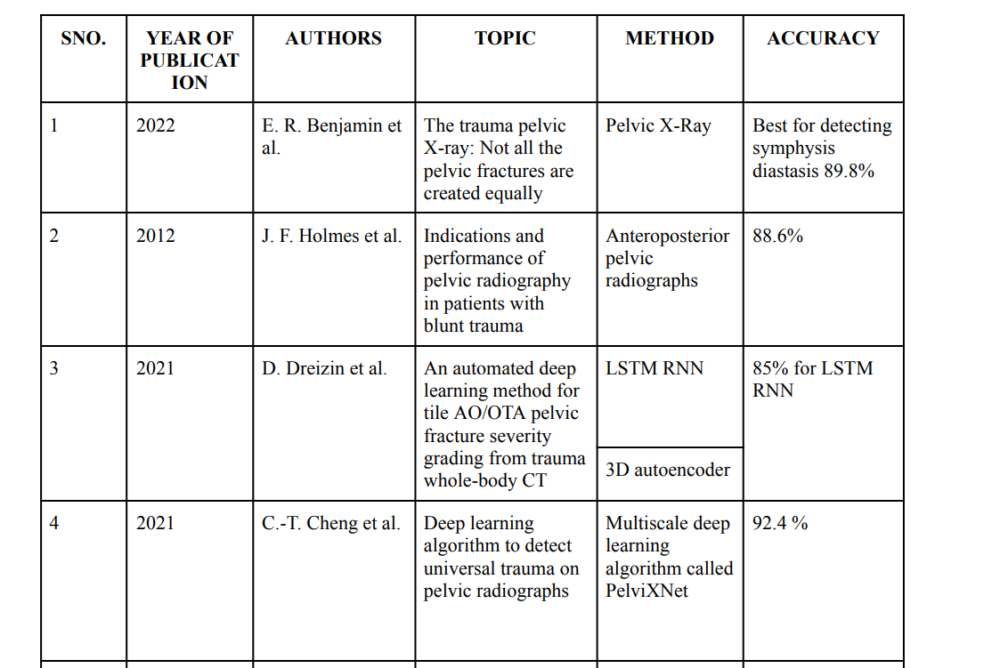 SNO.
YEAR OF
PUBLICAT
ION
AUTHORS
TOPIC
METHOD
ACCURACY
1
2022
E. R. Benjamin et
al.
The trauma pelvic
X-ray: Not all the
pelvic fractures are
created equally
Pelvic X-Ray
Best for detecting
symphysis
diastasis 89.8%
2
2012
J. F. Holmes et al.
Indications and
performance of
pelvic radiography
in patients with
blunt trauma
Anteroposterior
pelvic
radiographs
88.6%
3
2021
D. Dreizin et al.
An automated deep
learning method for
tile AO/OTA pelvic
fracture severity
grading from trauma
whole-body CT
LSTM RNN
3D autoencoder
85% for LSTM
RNN
4
2021
C.-T. Cheng et al.
Deep learning
algorithm to detect
universal trauma on
pelvic radiographs
Multiscale deep
learning
algorithm called
PelviXNet
92.4 %